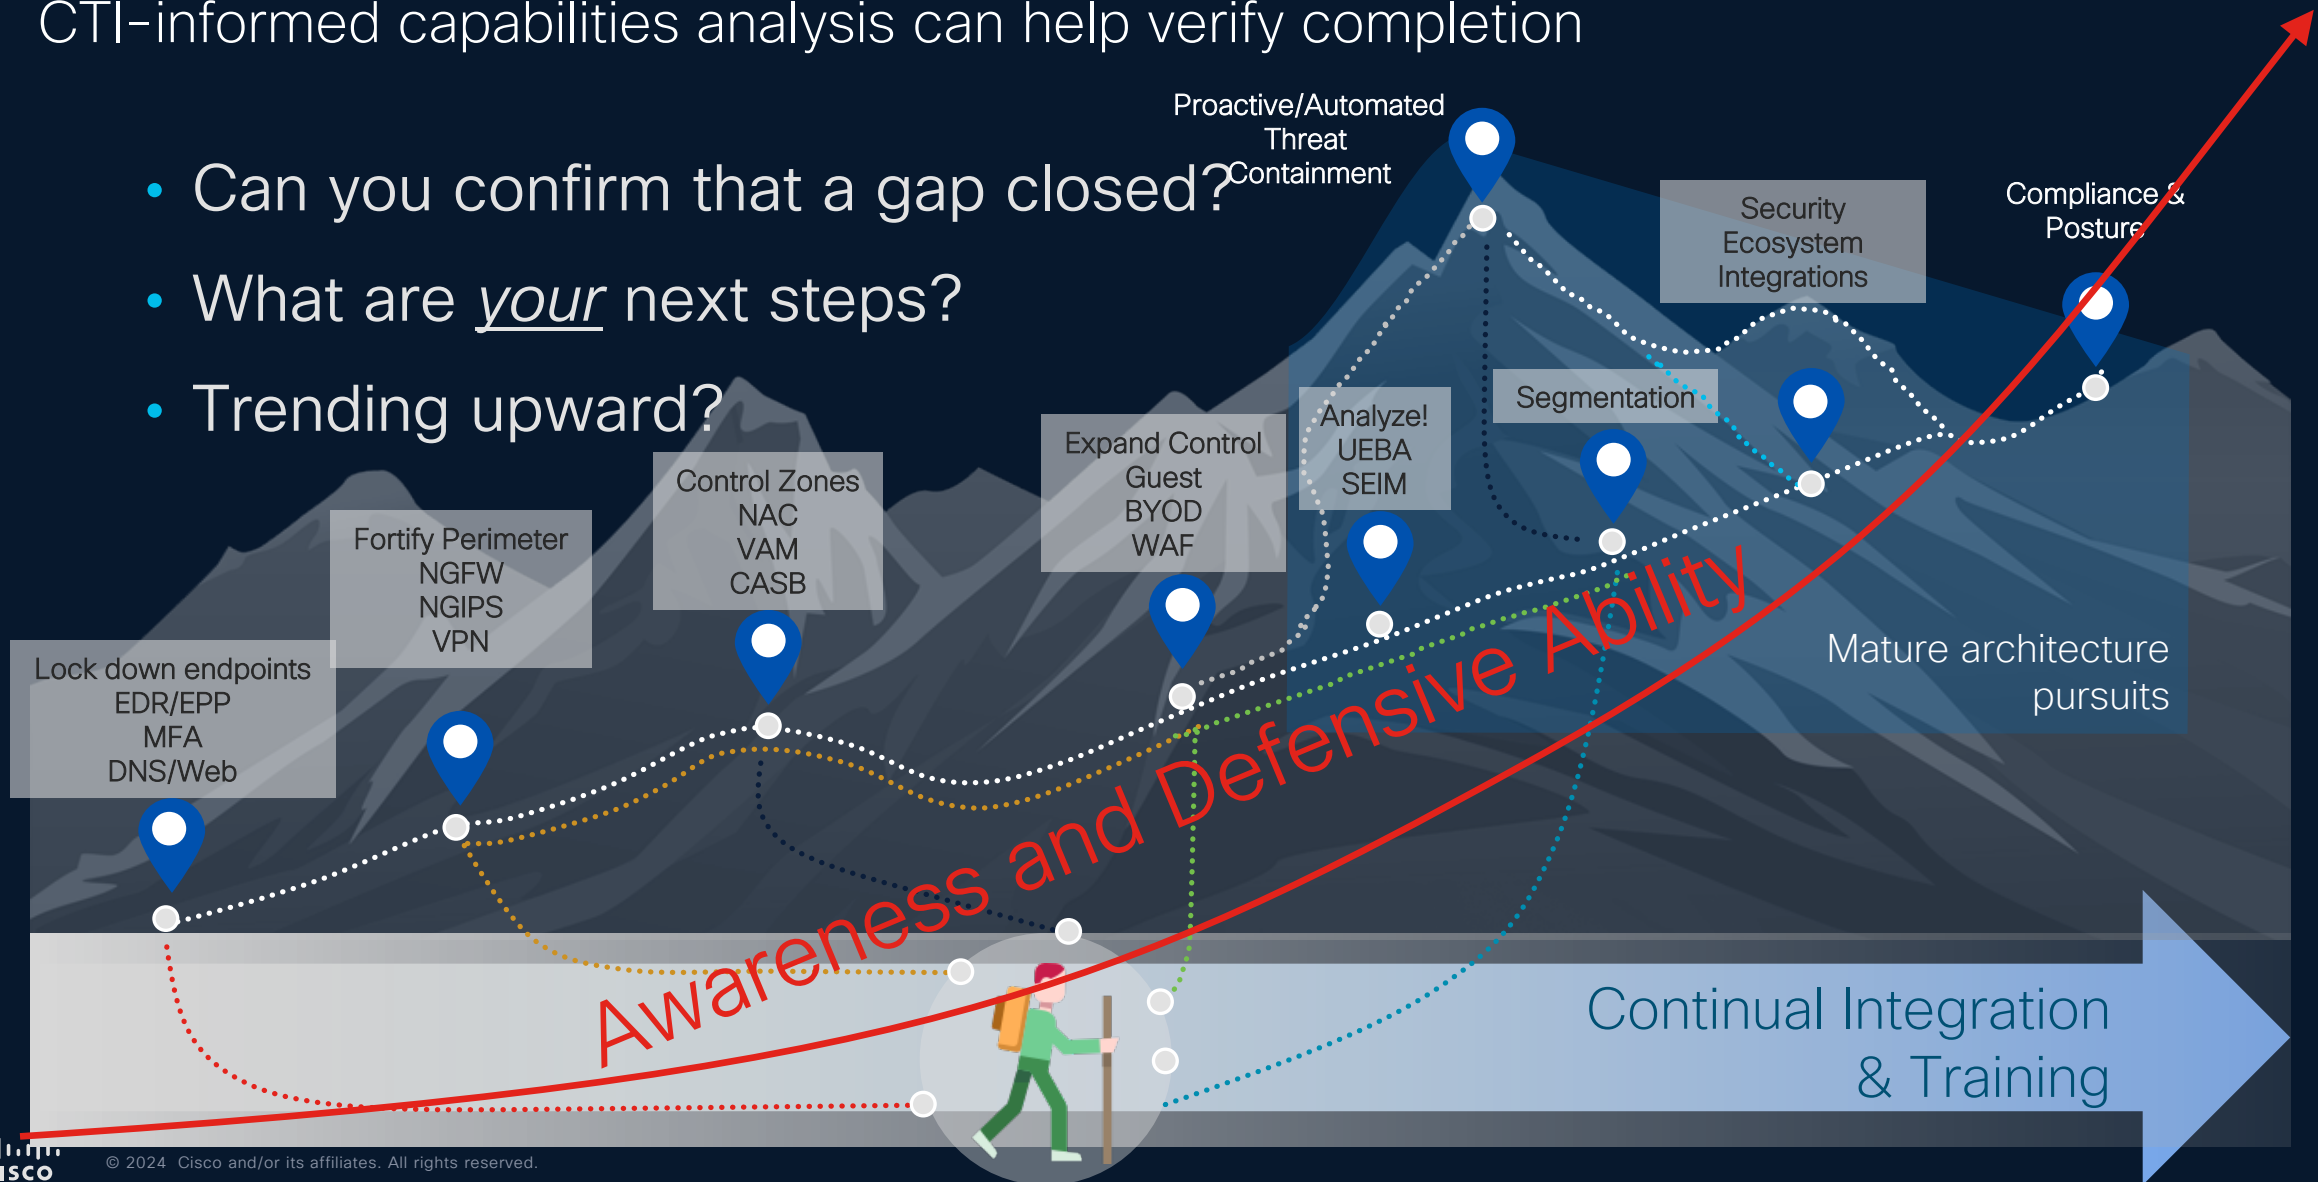 CTI-informed capabilities analysis can help verify completion
• Can you confirm that a gap closed?
• What are your next steps?
• Trending upward?
Proactive/Automated
Threat
Containment
Security
Ecosystem
Integrations
Compliance &
Posture
Segmentation
Analyze!
UEBA
SEIM
Expand Control
Guest
BYOD
WAF
Control Zones
NAC
VAM
CASB
Fortify Perimeter
NGFW
NGIPS
VPN
Lock down endpoints
EDR/EPP
MFA
DNS/Web
Mature architecture
pursuits
Awareness and Defensive Ability
Continual Integration
& Training
© 2024 Cisco and/or its affiliates. All rights reserved.